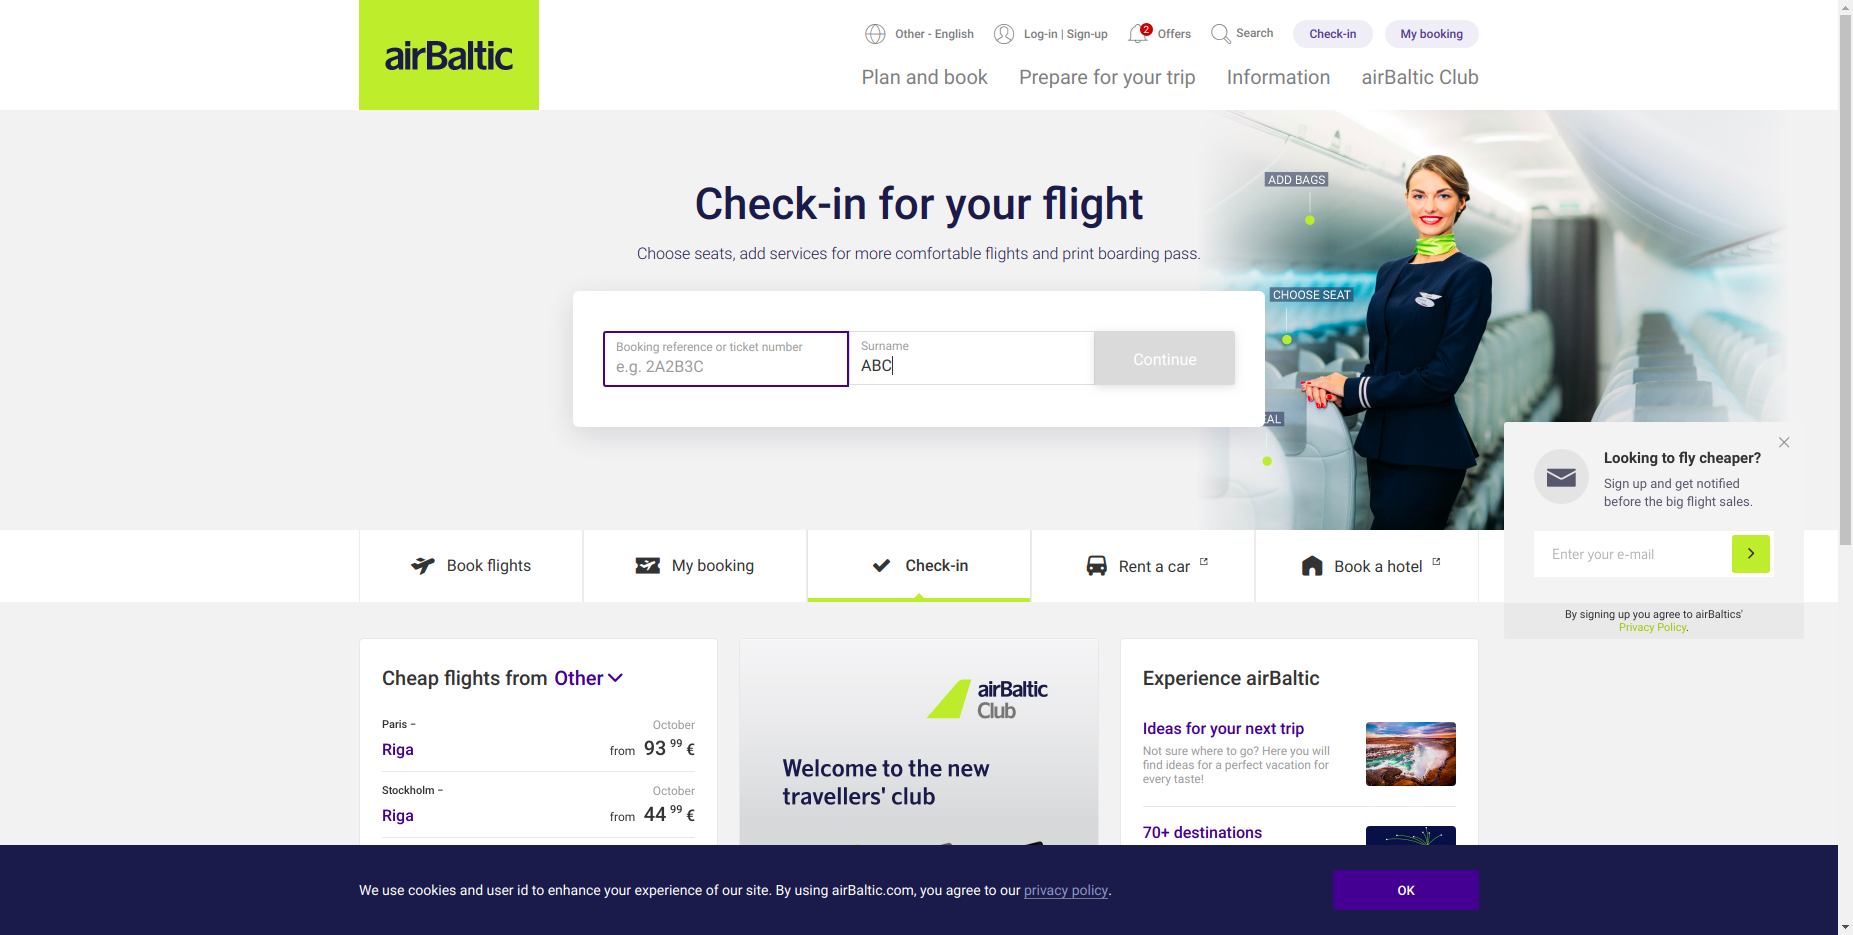 airBaltic
Other - English
Log-in | Sign-up
2
Offers
Search
Check-in
My booking
Plan and book
Prepare for your trip
Information
airBaltic Club
Check-in for your flight
Choose seats, add services for more comfortable flights and print boarding pass.
ADD BAGS
CHOOSE SEAT
Booking reference or ticket number
e.g. 2A2B3C
Surname
ABC
Continue
EAL
Looking to fly cheaper?
Sign up and get notified
before the big flight sales.
Enter your e-mail
By signing up you agree to airBaltics'
Privacy Policy.
Book flights
My booking
Check-in
Rent a car
Book a hotel
Cheap flights from Other
Paris –
October
Riga
from 93 99 €
Stockholm –
October
Riga
from 44 99 €
airBaltic
Club
Welcome to the new
travellers' club
Experience airBaltic
Ideas for your next trip
Not sure where to go? Here you will
find ideas for a perfect vacation for
every taste!
70+ destinations
We use cookies and user id to enhance your experience of our site. By using airBaltic.com, you agree to our privacy policy.
OK